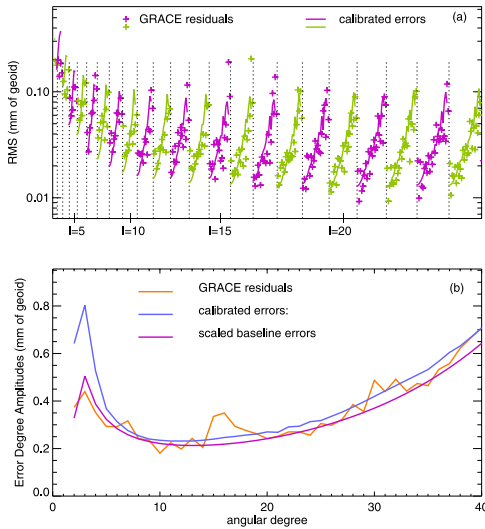 GRACE residuals
calibrated errors
(a)
RMS (mm of geoid)
0.10
0.01
l=5
l=10
l=15
l=20
(b)
GRACE residuals
calibrated errors:
scaled baseline errors
Error Degree Amplitudes (mm of geoid)
0.8
0.6
0.4
0.2
0.0
0
10
20
30
40
angular degree